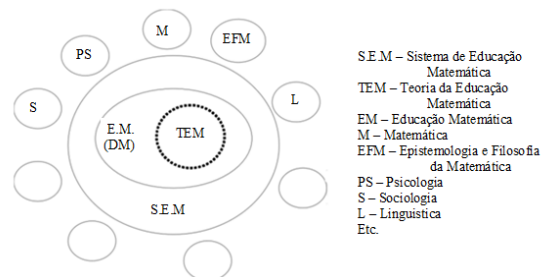 M
EFM
PS
S
L
E.M.
(DM)
TEM
S.E.M
S.E.M – Sistema de Educação
Matemática
TEM – Teoria da Educação
Matemática
EM – Educação Matemática
M – Matemática
EFM – Epistemologia e Filosofia
da Matemática
PS – Psicologia
S – Sociologia
L – Linguistica
Etc.